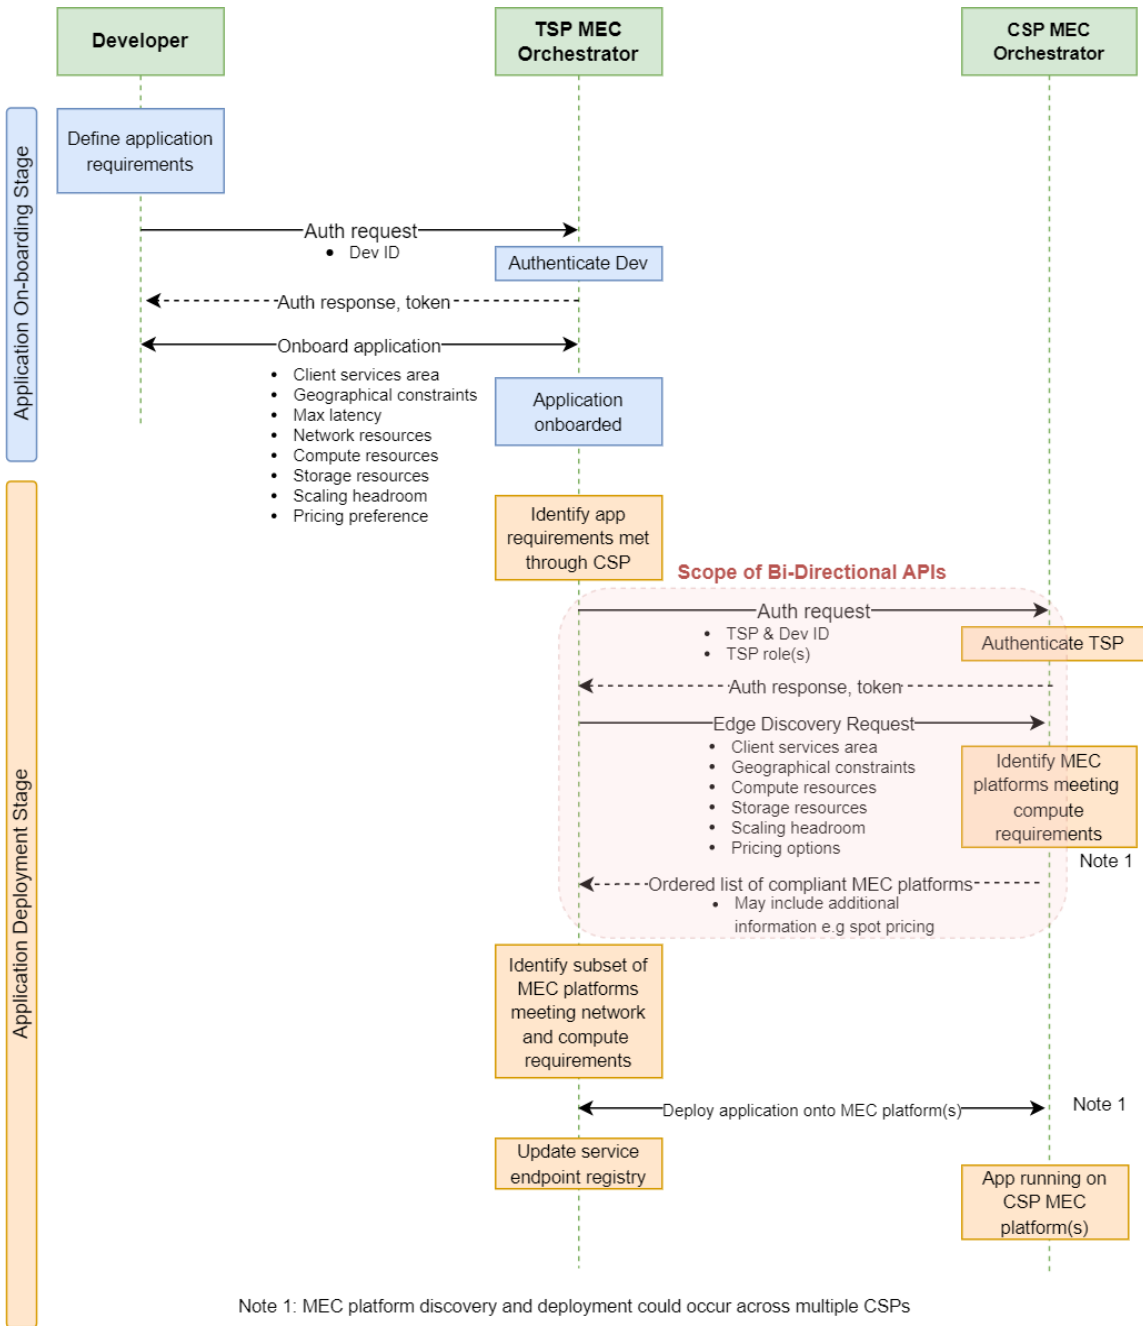 Developer
TSP MEC
Orchestrator
CSP MEC
Orchestrator
Application On-boarding Stage
Define application
requirements
Auth request
• Dev ID
Authenticate Dev
Auth response, token
Onboard application
• Client services area
• Geographical constraints
• Max latency
• Network resources
• Compute resources
• Storage resources
• Scaling headroom
• Pricing preference
Application
onboarded
Application Deployment Stage
Identify app
requirements met
through CSP
Scope of Bi-Directional APIs
Auth request
• TSP & Dev ID
• TSP role(s)
Authenticate TSP
Auth response, token
Edge Discovery Request
• Client services area
• Geographical constraints
• Compute resources
• Storage resources
• Scaling headroom
• Pricing options
Identify MEC
platforms meeting
compute
requirements
Note 1
Ordered list of compliant MEC platforms
• May include additional
information e.g spot pricing
Identify subset of
MEC platforms
meeting network
and compute
requirements
Deploy application onto MEC platform(s)
Note 1
Update service
endpoint registry
App running on
CSP MEC
platform(s)
Note 1: MEC platform discovery and deployment could occur across multiple CSPs